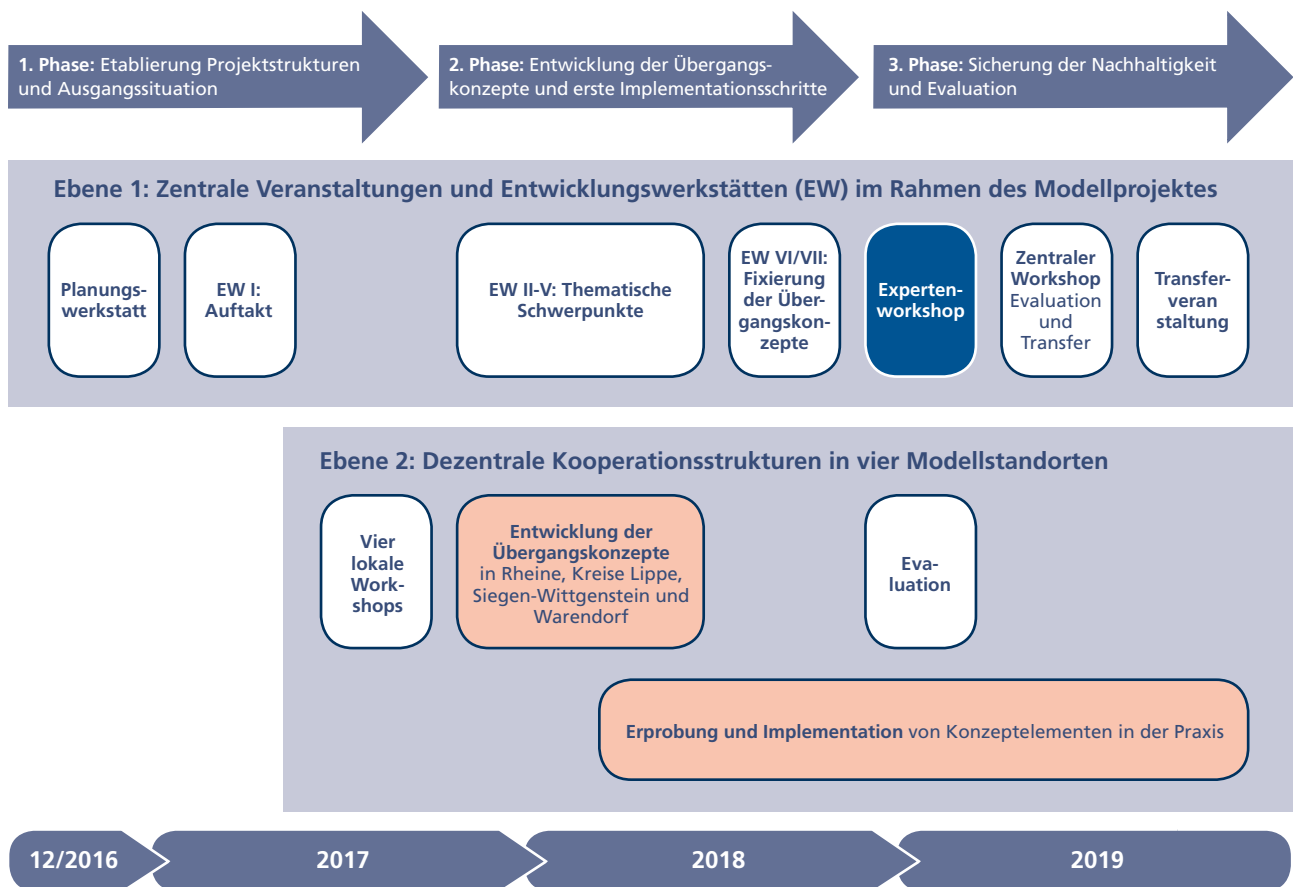 1. Phase: Etablierung Projektstrukturen
und Ausgangssituation
2. Phase: Entwicklung der Übergangs-
konzepte und erste Implementationsschritte
3. Phase: Sicherung der Nachhaltigkeit
und Evaluation
Ebene 1: Zentrale Veranstaltungen und Entwicklungswerkstätten (EW) im Rahmen des Modellprojektes
Planungs-
werkstatt
EW I:
Auftakt
EW II-V: Thematische
Schwerpunkte
EW VI/VII:
Fixierung
der Über-
gangskon-
zepte
Experten-
workshop
Zentraler
Workshop
Evaluation
und
Transfer
Transfer-
veran
staltung
Ebene 2: Dezentrale Kooperationsstrukturen in vier Modellstandorten
Vier
lokale
Work-
shops
Entwicklung der
Übergangskonzepte
in Rheine, Kreise Lippe,
Siegen-Wittgenstein und
Warendorf
Eva-
luation
Erprobung und Implementation von Konzeptelementen in der Praxis
12/2016
2017
2018
2019